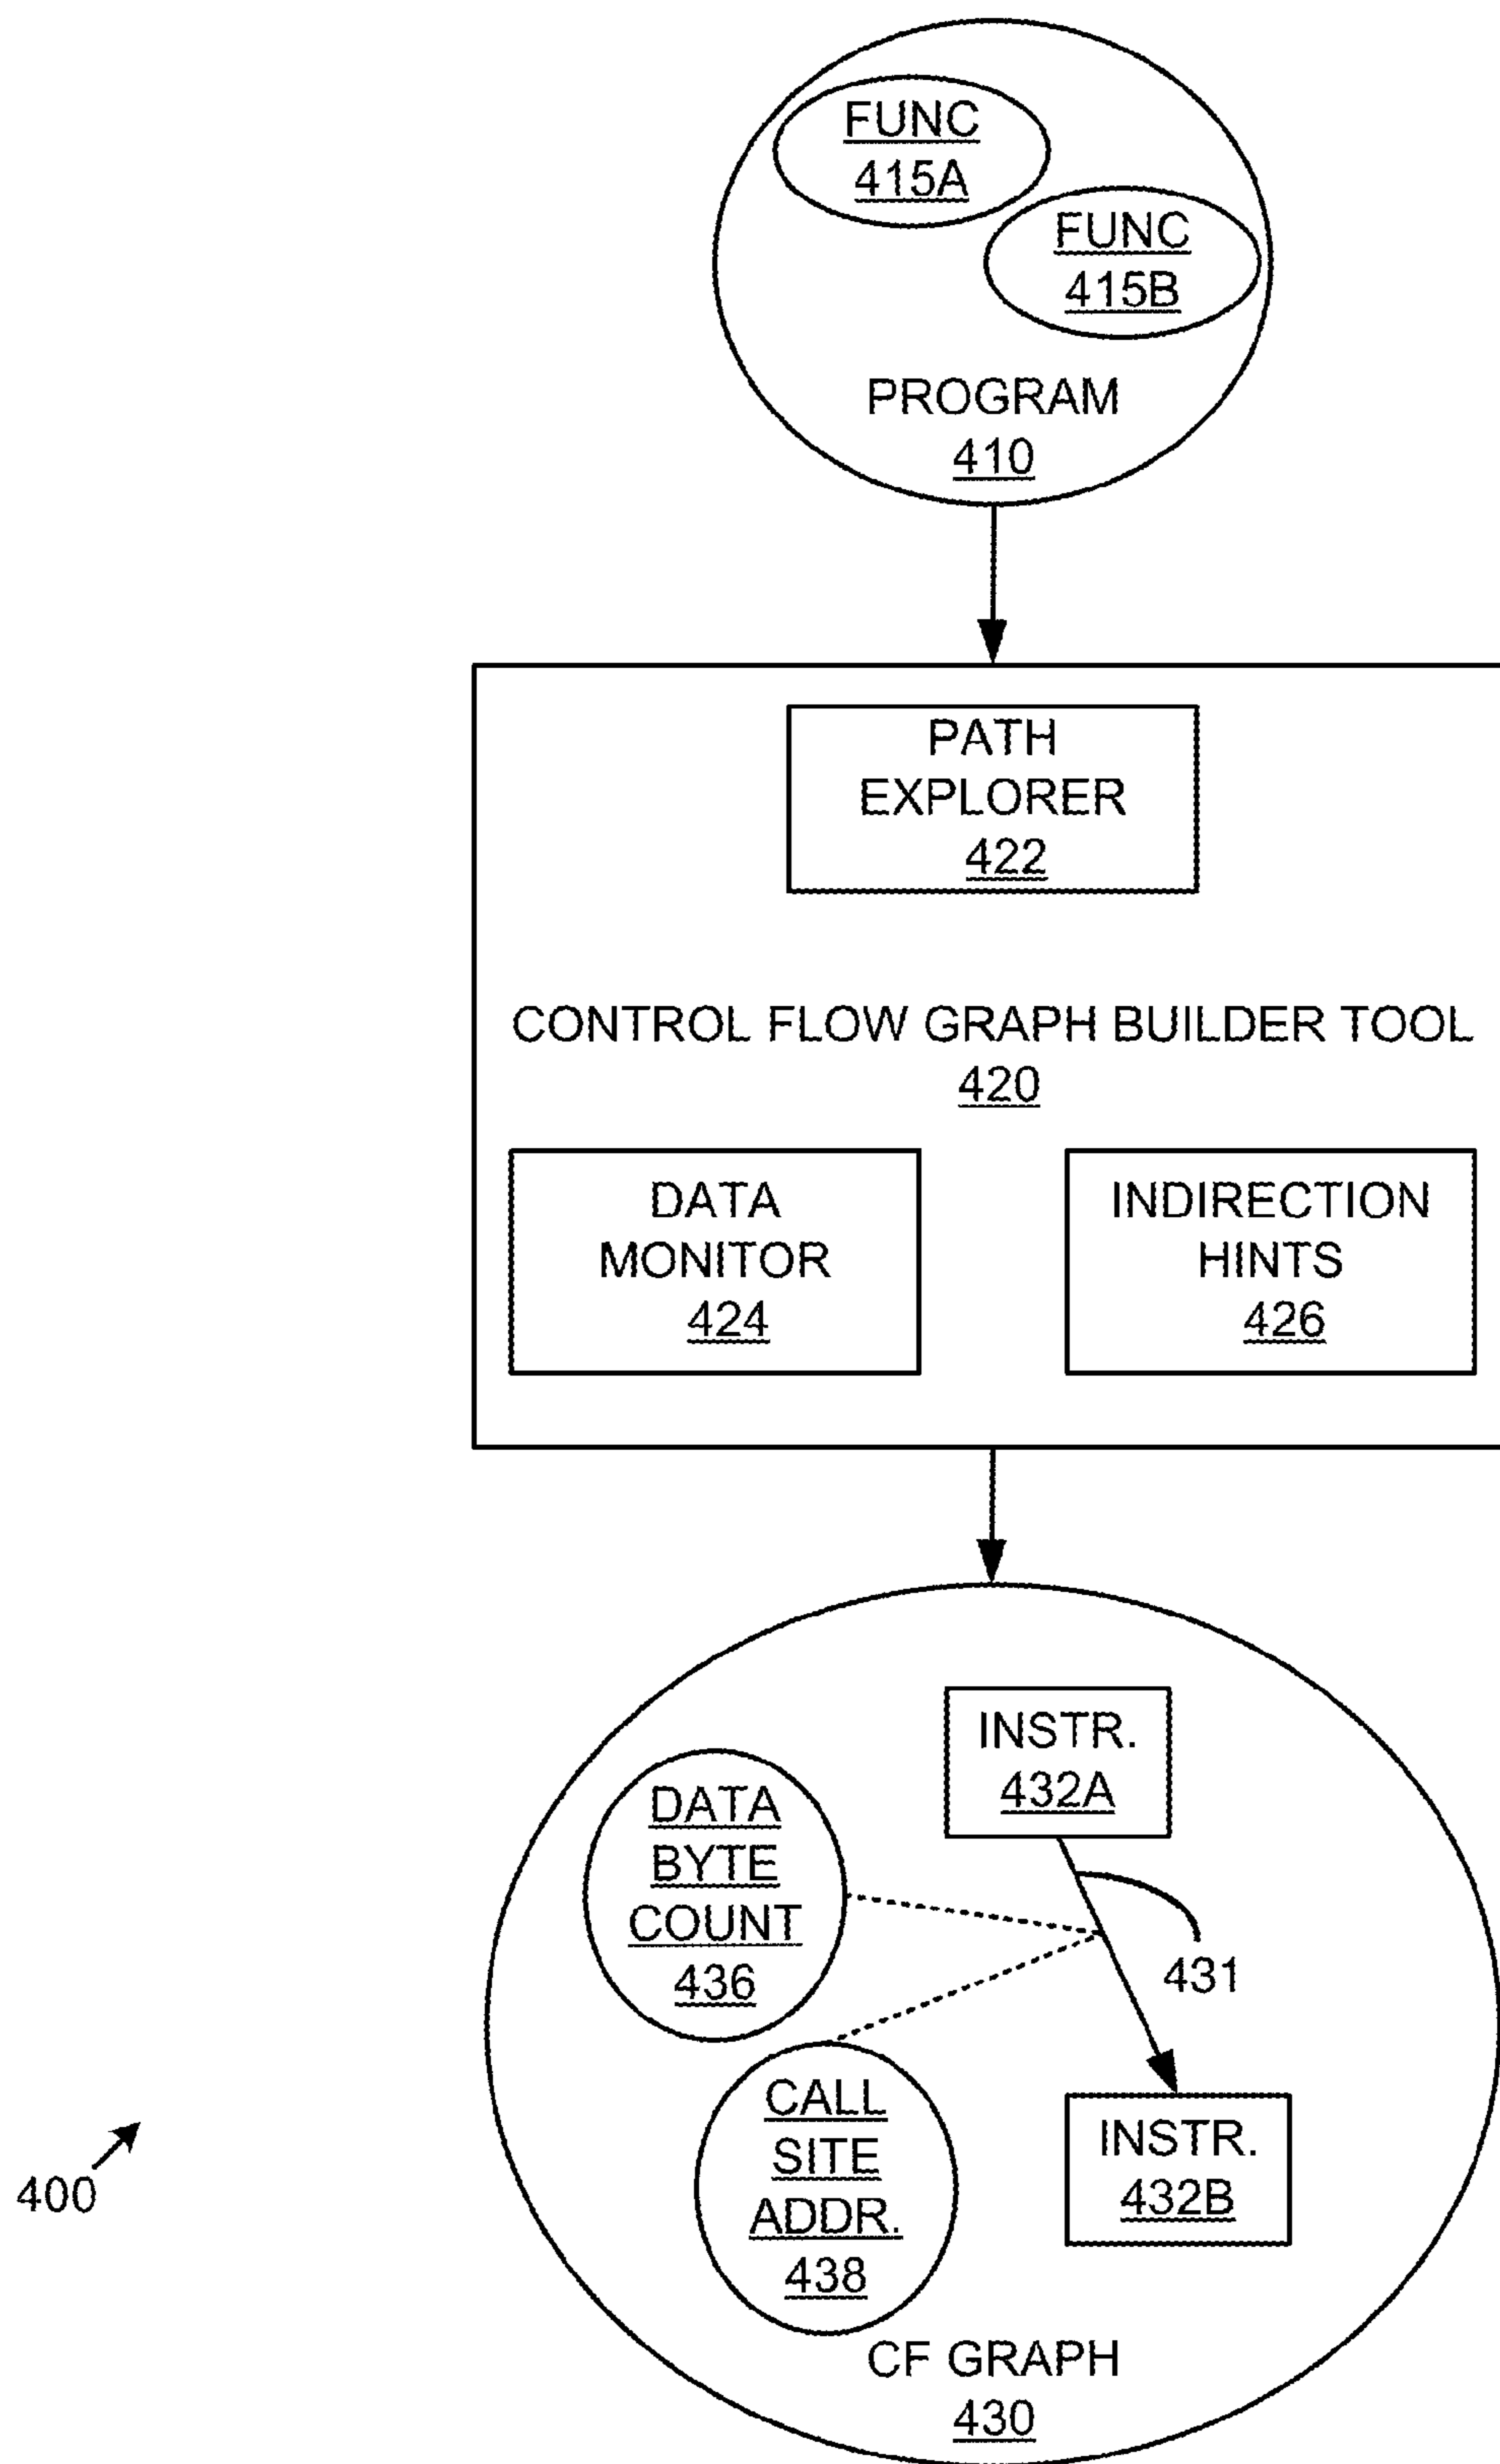 FUNC
415A
FUNC
415B
PROGRAM
410
PATH
EXPLORER
422
CONTROL FLOW GRAPH BUILDER TOOL
420
DATA
MONITOR
424
INDIRECTION
HINTS
426
INSTR.
432A
DATA
BYTE
COUNT
436
431
CALL
SITE
ADDR.
438
INSTR.
432B
CF GRAPH
430
400